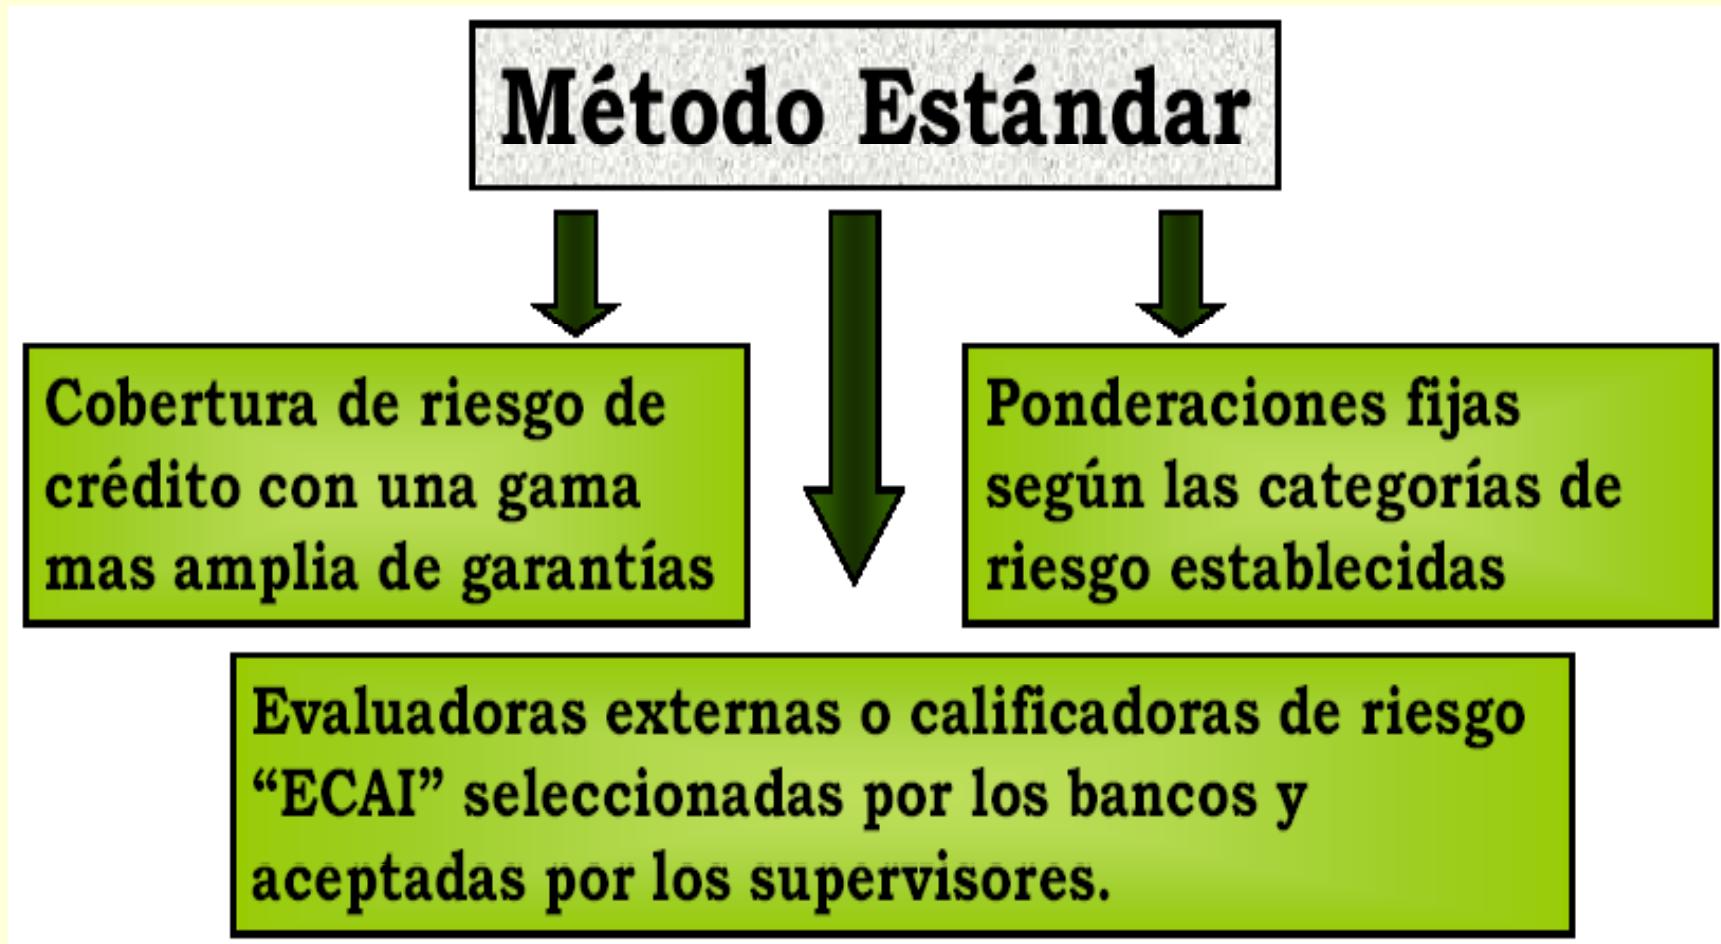 Método Estándar
Cobertura de riesgo de
crédito con una gama
mas amplia de garantías
Ponderaciones fijas
según las categorías de
riesgo establecidas
Evaluadoras externas o calificadoras de riesgo
“ECAI” seleccionadas por los bancos y
aceptadas por los supervisores.